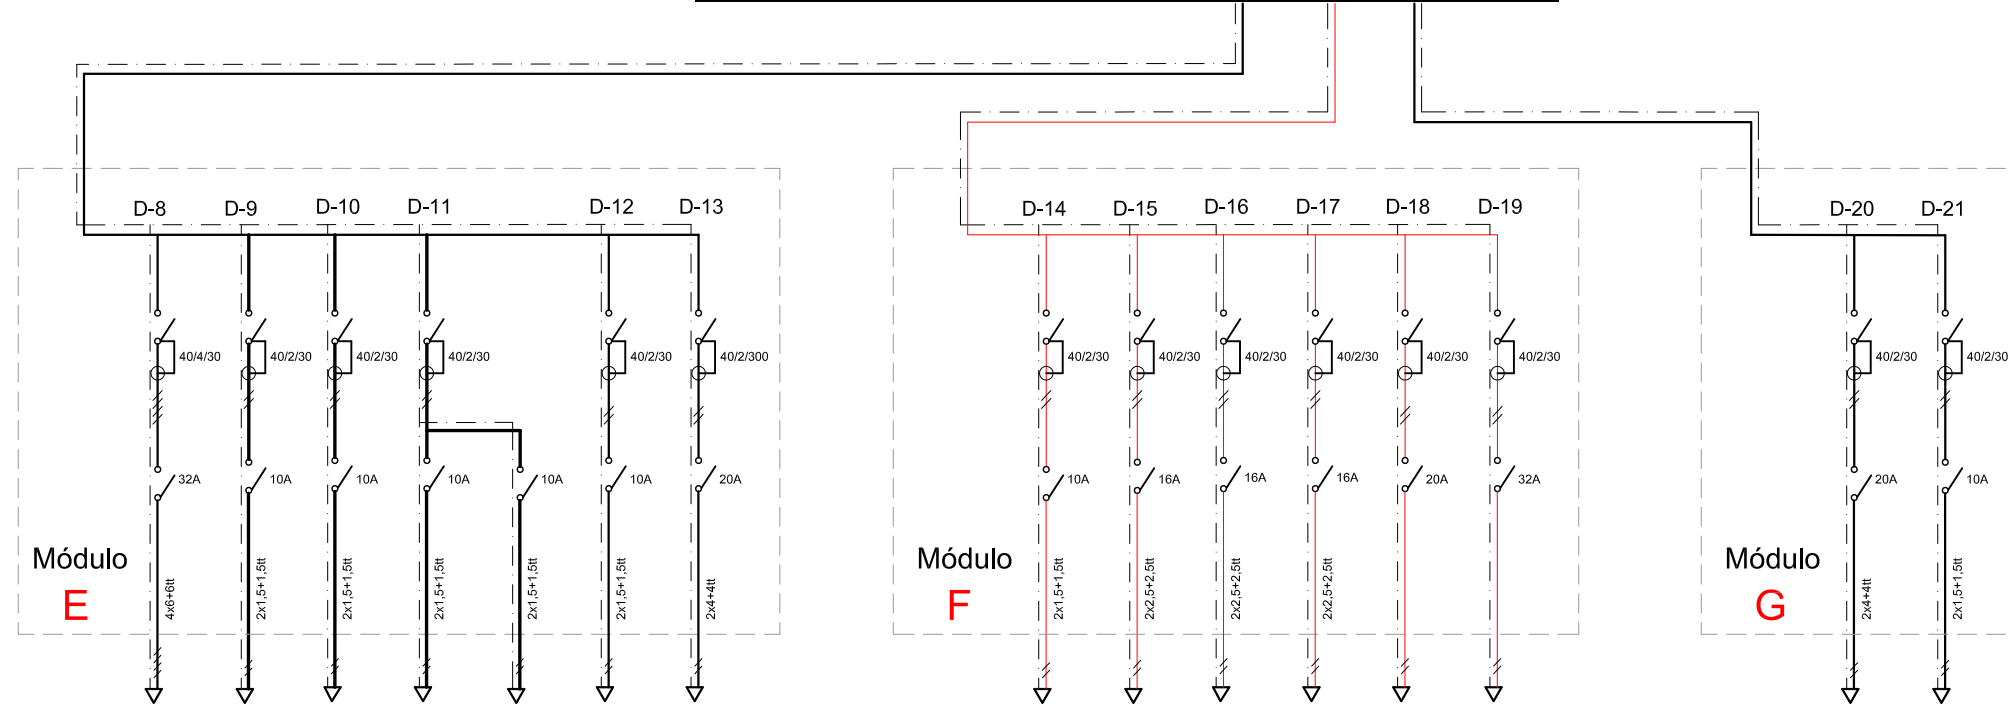 D-8
D-9
D-10
D-11
D-12
D-13
D-14
D-15
D-16
D-17
D-18
D-19
D-20
D-21
40/4/30
40/2/30
40/2/30
40/2/30
40/2/30
40/2/300
40/2/30
40/2/30
40/2/30
40/2/30
40/2/30
40/2/30
40/2/30
40/2/30
32A
10A
10A
10A
10A
10A
20A
10A
16A
16A
16A
20A
32A
20A
10A
Módulo
E
4x6+6tt
2x1,5+1,5tt
2x1,5+1,5tt
2x1,5+1,5tt
2x1,5+1,5tt
2x1,5+1,5tt
2x4+4tt
Módulo
F
2x1,5+1,5tt
2x2,5+2,5tt
2x2,5+2,5tt
2x2,5+2,5tt
Módulo
G
2x4+4tt
2x1,5+1,5tt